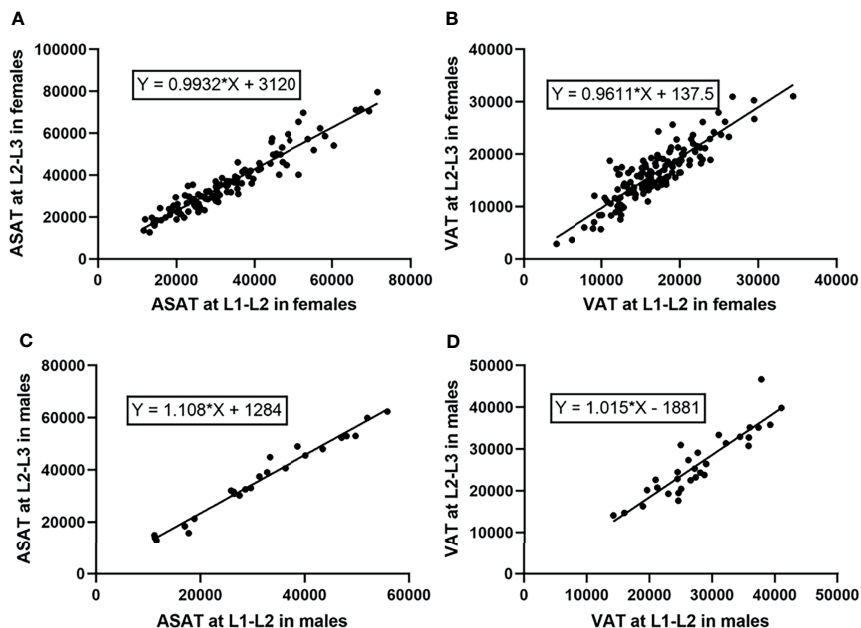 A
ASAT at L2-L3 in females
100000
80000
60000
40000
20000
0
Y = 0.9932*X + 3120
0
20000
40000
60000
80000
ASAT at L1-L2 in females
B
VAT at L2-L3 in females
40000
30000
20000
10000
0
Y = 0.9611*X + 137.5
0
10000
20000
30000
40000
VAT at L1-L2 in females
C
ASAT at L2-L3 in males
80000
60000
40000
20000
0
Y = 1.108*X + 1284
0
20000
40000
60000
ASAT at L1-L2 in males
D
VAT at L2-L3 in males
50000
40000
30000
20000
10000
0
Y = 1.015*X - 1881
0
10000
20000
30000
40000
50000
VAT at L1-L2 in males